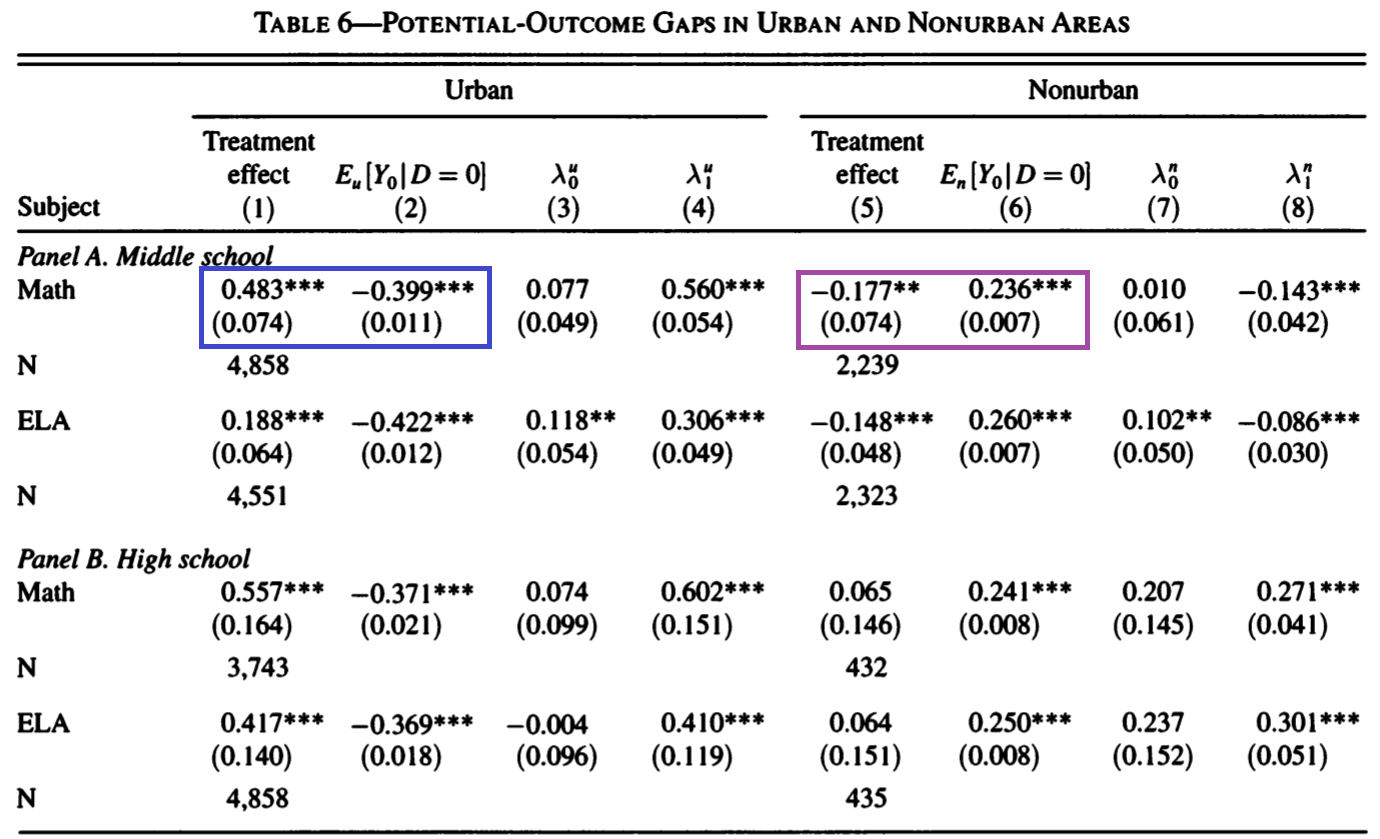 TABLE 6—POTENTIAL-OUTCOME GAPS IN URBAN AND NONURBAN AREAS
Urban Nonurban
Treatment Treatment
effect E_u[Y_0|D = 0] λ_0^u λ_1^u effect E_n[Y_0|D = 0] λ_0^n λ_1^n
Subject (1) (2) (3) (4) (5) (6) (7) (8)
Panel A. Middle school
Math 0.483*** −0.399*** 0.077 0.560*** −0.177** 0.236*** 0.010 −0.143***
(0.074) (0.011) (0.049) (0.054) (0.074) (0.007) (0.061) (0.042)
N 4,858 2,239
ELA 0.188*** −0.422*** 0.118** 0.306*** −0.148*** 0.260*** 0.102** −0.086***
(0.064) (0.012) (0.054) (0.049) (0.048) (0.007) (0.050) (0.030)
N 4,551 2,323
Panel B. High school
Math 0.557*** −0.371*** 0.074 0.602*** 0.065 0.241*** 0.207 0.271***
(0.164) (0.021) (0.099) (0.151) (0.146) (0.008) (0.145) (0.041)
N 3,743 432
ELA 0.417*** −0.369*** −0.004 0.410*** 0.064 0.250*** 0.237 0.301***
(0.140) (0.018) (0.096) (0.119) (0.151) (0.008) (0.152) (0.051)
N 4,858 435